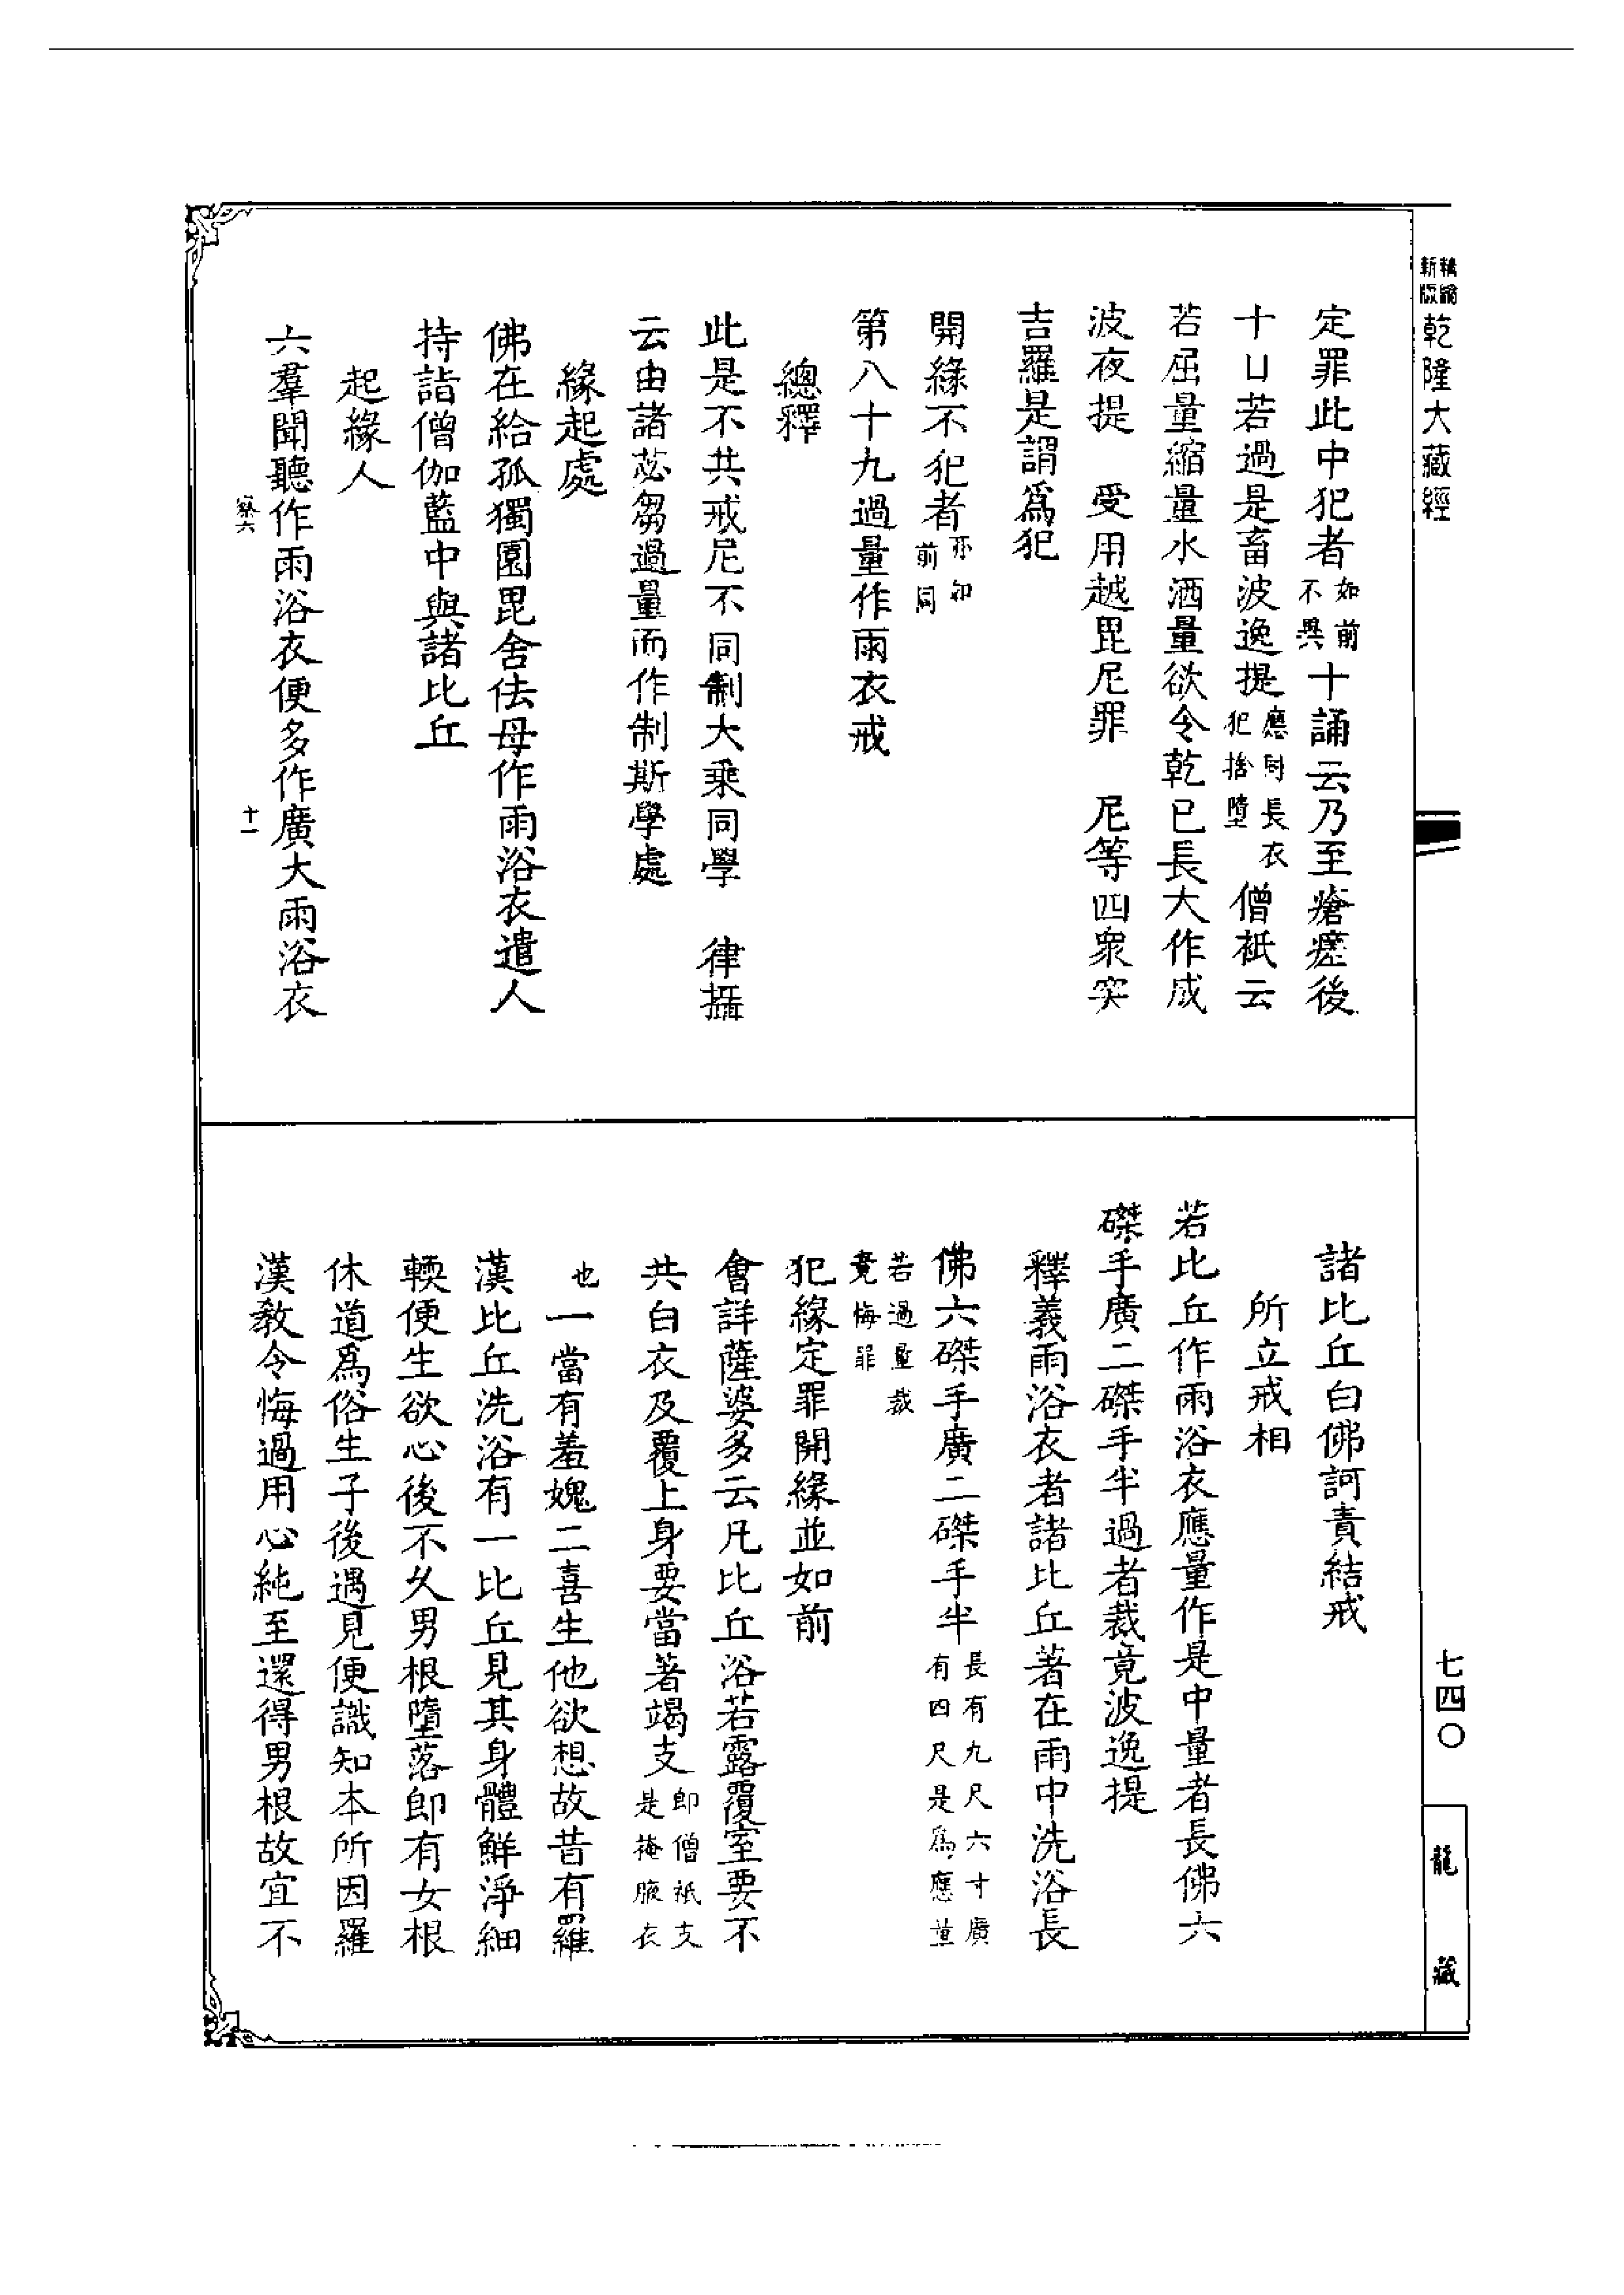 新版
乾隆大藏經
定罪此中犯者如前不異十誦云乃至瘡瘥後
十日若過是畜波逸提應同長衣犯捨墮僧祇云
若屈量縮量水洒量欲令乾已長大作成
波夜提　受用越毘尼罪　尼等四衆突
吉羅是謂爲犯
開緣不犯者亦如前同
第八十九過量作雨衣戒
總釋
此是不共戒尼不同制大乘同學　律攝
云由諸苾芻過量而作制斯學處
緣起處
佛在給孤獨園毘舍佉母作雨浴衣遣人
持詣僧伽藍中與諸比丘
起緣人
六羣聞聽作雨浴衣便多作廣大雨浴衣
十一
諸比丘白佛訶責結戒
所立戒相
若比丘作雨浴衣應量作是中量者長佛六
磔手廣二磔手半過者裁竟波逸提
釋義雨浴衣者諸比丘著在雨中洗浴長
佛六磔手廣二磔手半長有九尺六寸廣有四尺是爲應量
若過量裁竟悔罪
犯緣定罪開緣並如前
會詳薩婆多云凡比丘浴若露覆室要不
共白衣及覆上身要當著竭支即僧祇支是掩腋衣
也一當有羞媿二喜生他欲想故昔有羅
漢比丘洗浴有一比丘見其身體鮮淨細
輭便生欲心後不久男根墮落即有女根
休道爲俗生子後遇見便識知本所因羅
漢教令悔過用心純至還得男根故宜不
七四〇
龍藏